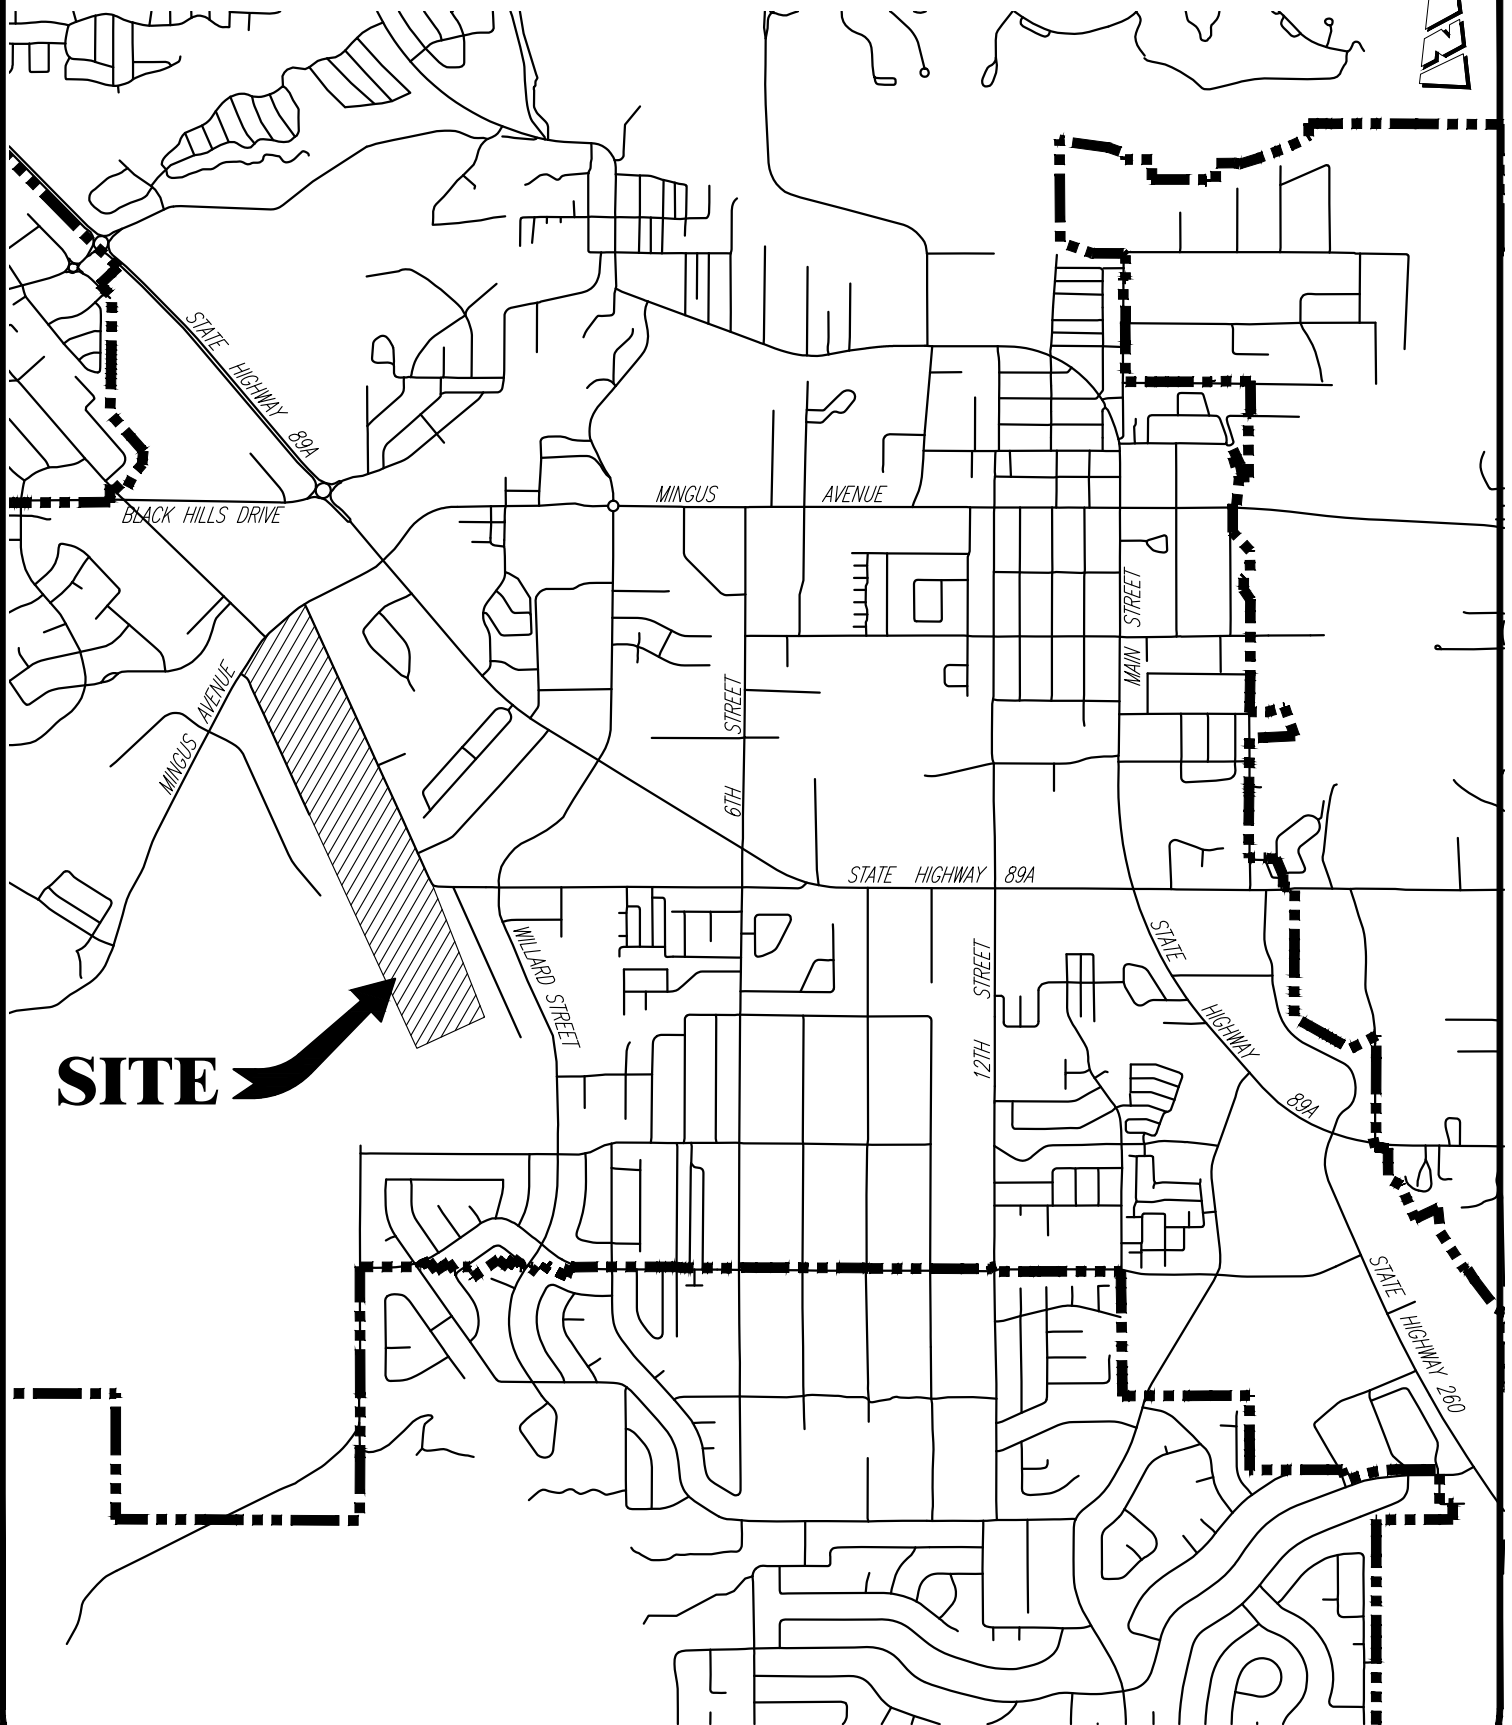 STATE HIGHWAY 89A
MINGUS AVENUE
BLACK HILLS DRIVE
MAIN STREET
MINGUS AVENUE
6TH STREET
STATE HIGHWAY 89A
WILLARD STREET
12TH STREET
STATE HIGHWAY 89A
SITE
STATE HIGHWAY 260